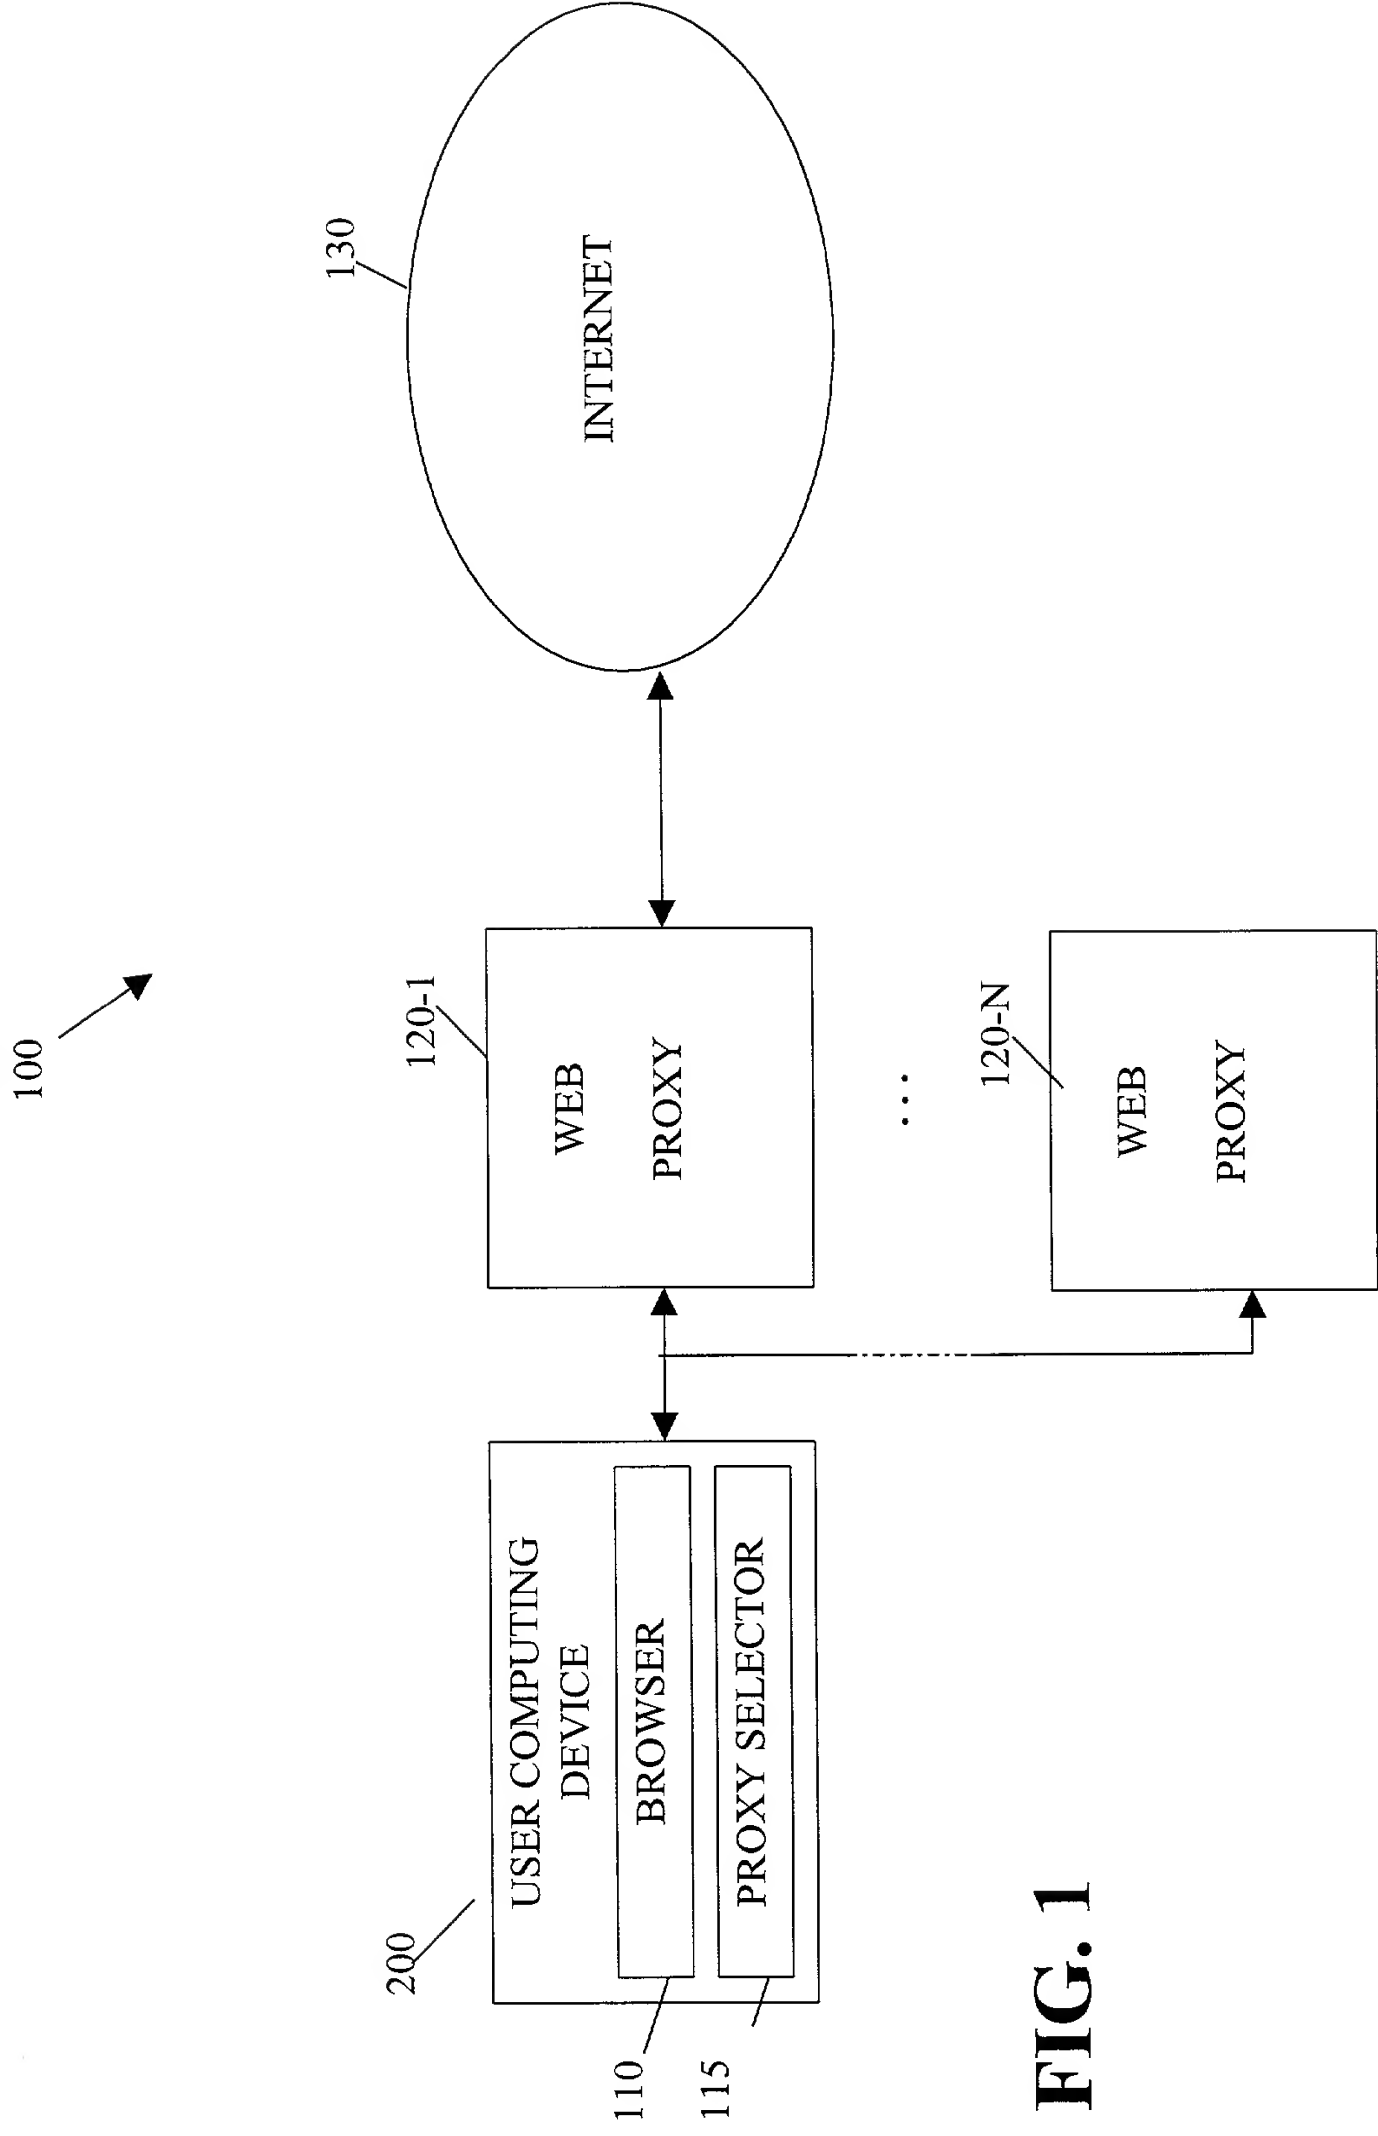 100
130
INTERNET
120-1
WEB
PROXY
...
120-N
WEB
PROXY
200
USER COMPUTING
DEVICE
BROWSER
PROXY SELECTOR
110
115
FIG. 1